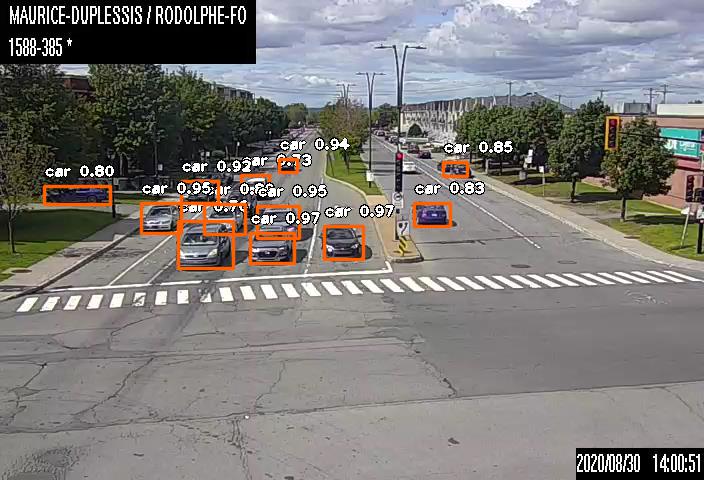 MAURICE-DUPLESSIS / RODOLPHE-FO
1588-385 *
car 0.94
car 0.85
car 0.92
car 0.80
car 0.83
car 0.95
car 0.95
car 0.97
car 0.97
2020/08/30 14:00:51